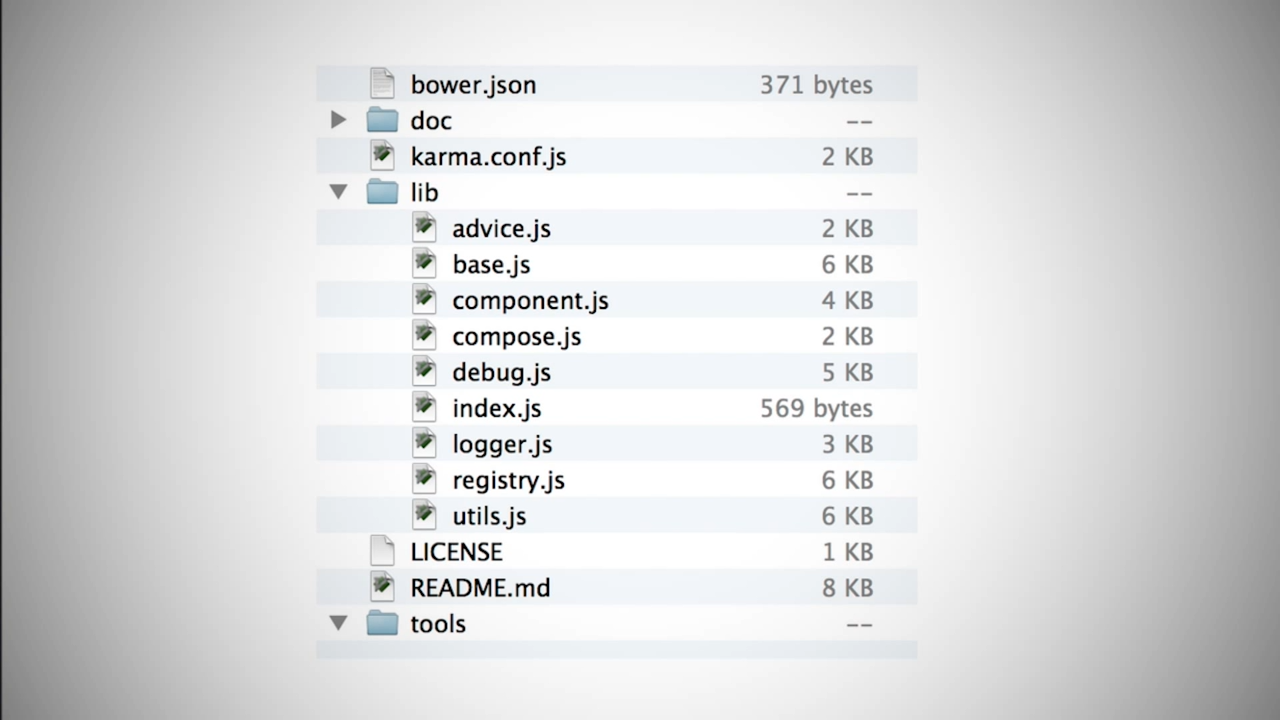 bower.json 371 bytes
doc --
karma.conf.js 2 KB
lib --
advice.js 2 KB
base.js 6 KB
component.js 4 KB
compose.js 2 KB
debug.js 5 KB
index.js 569 bytes
logger.js 3 KB
registry.js 6 KB
utils.js 6 KB
LICENSE 1 KB
README.md 8 KB
tools --